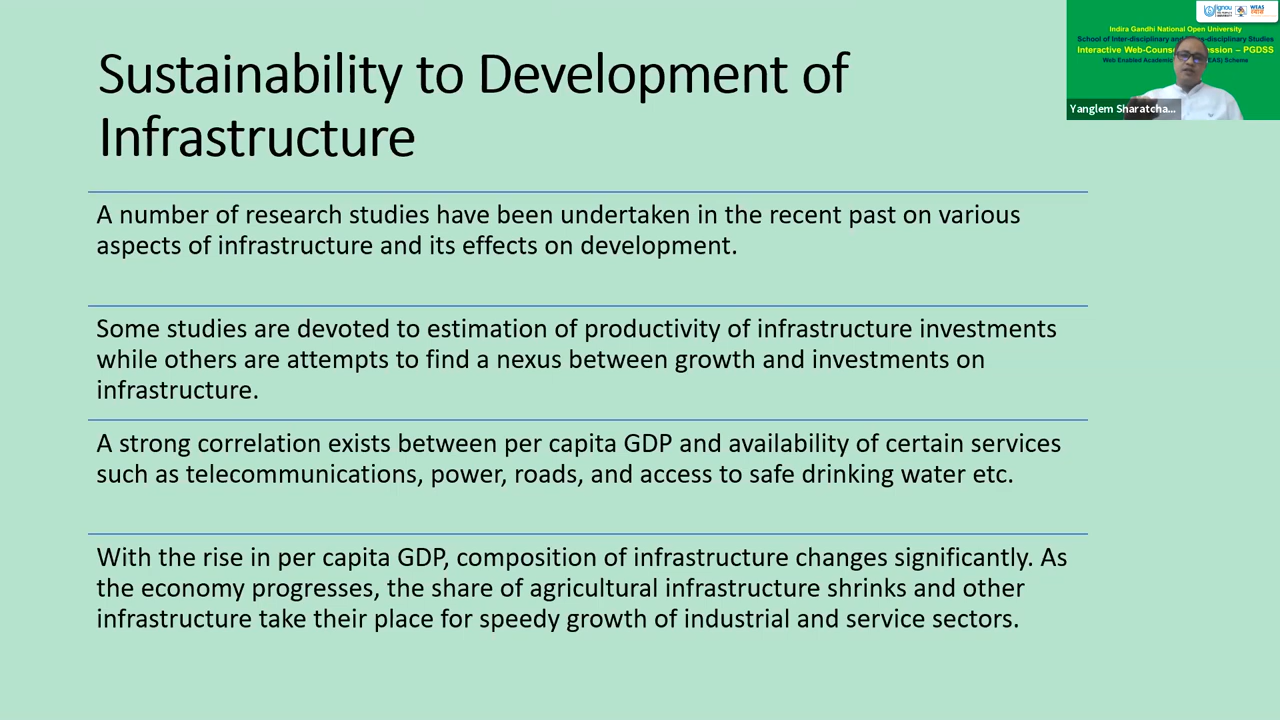 Sustainability to Development of
Infrastructure
A number of research studies have been undertaken in the recent past on various
aspects of infrastructure and its effects on development.
Some studies are devoted to estimation of productivity of infrastructure investments
while others are attempts to find a nexus between growth and investments on
infrastructure.
A strong correlation exists between per capita GDP and availability of certain services
such as telecommunications, power, roads, and access to safe drinking water etc.
With the rise in per capita GDP, composition of infrastructure changes significantly. As
the economy progresses, the share of agricultural infrastructure shrinks and other
infrastructure take their place for speedy growth of industrial and service sectors.
ignou
WEAS
Indira Gandhi National Open University
School of Inter-disciplinary and
-disciplinary Studies
Interactive Web-Couns
ession – PGDSS
Web Enabled Academic
EAS) Scheme
Yanglem Sharatcha...